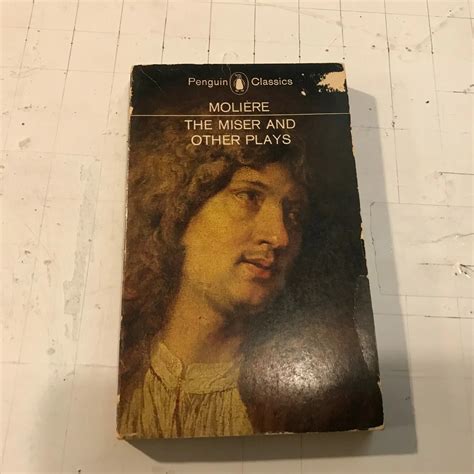 Penguin Classics
MOLIÈRE
THE MISER AND
OTHER PLAYS